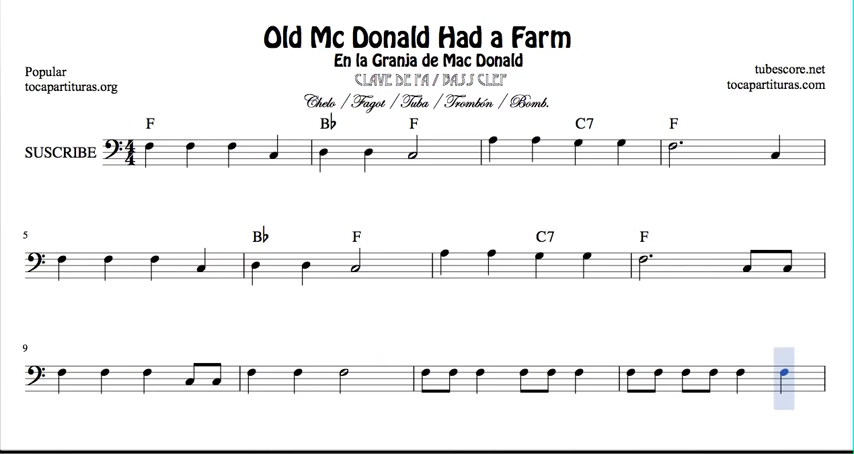 Old Mc Donald Had a Farm
En la Granja de Mac Donald
CLAVE DE FA / BASS CLEF
Chelo / Fagot / Tuba / Trombón / Bomb.
Popular
tocapartituras.org
tubescore.net
tocapartituras.com
F B♭ F C7 F
SUSCRIBE
5
B♭ F C7 F
9